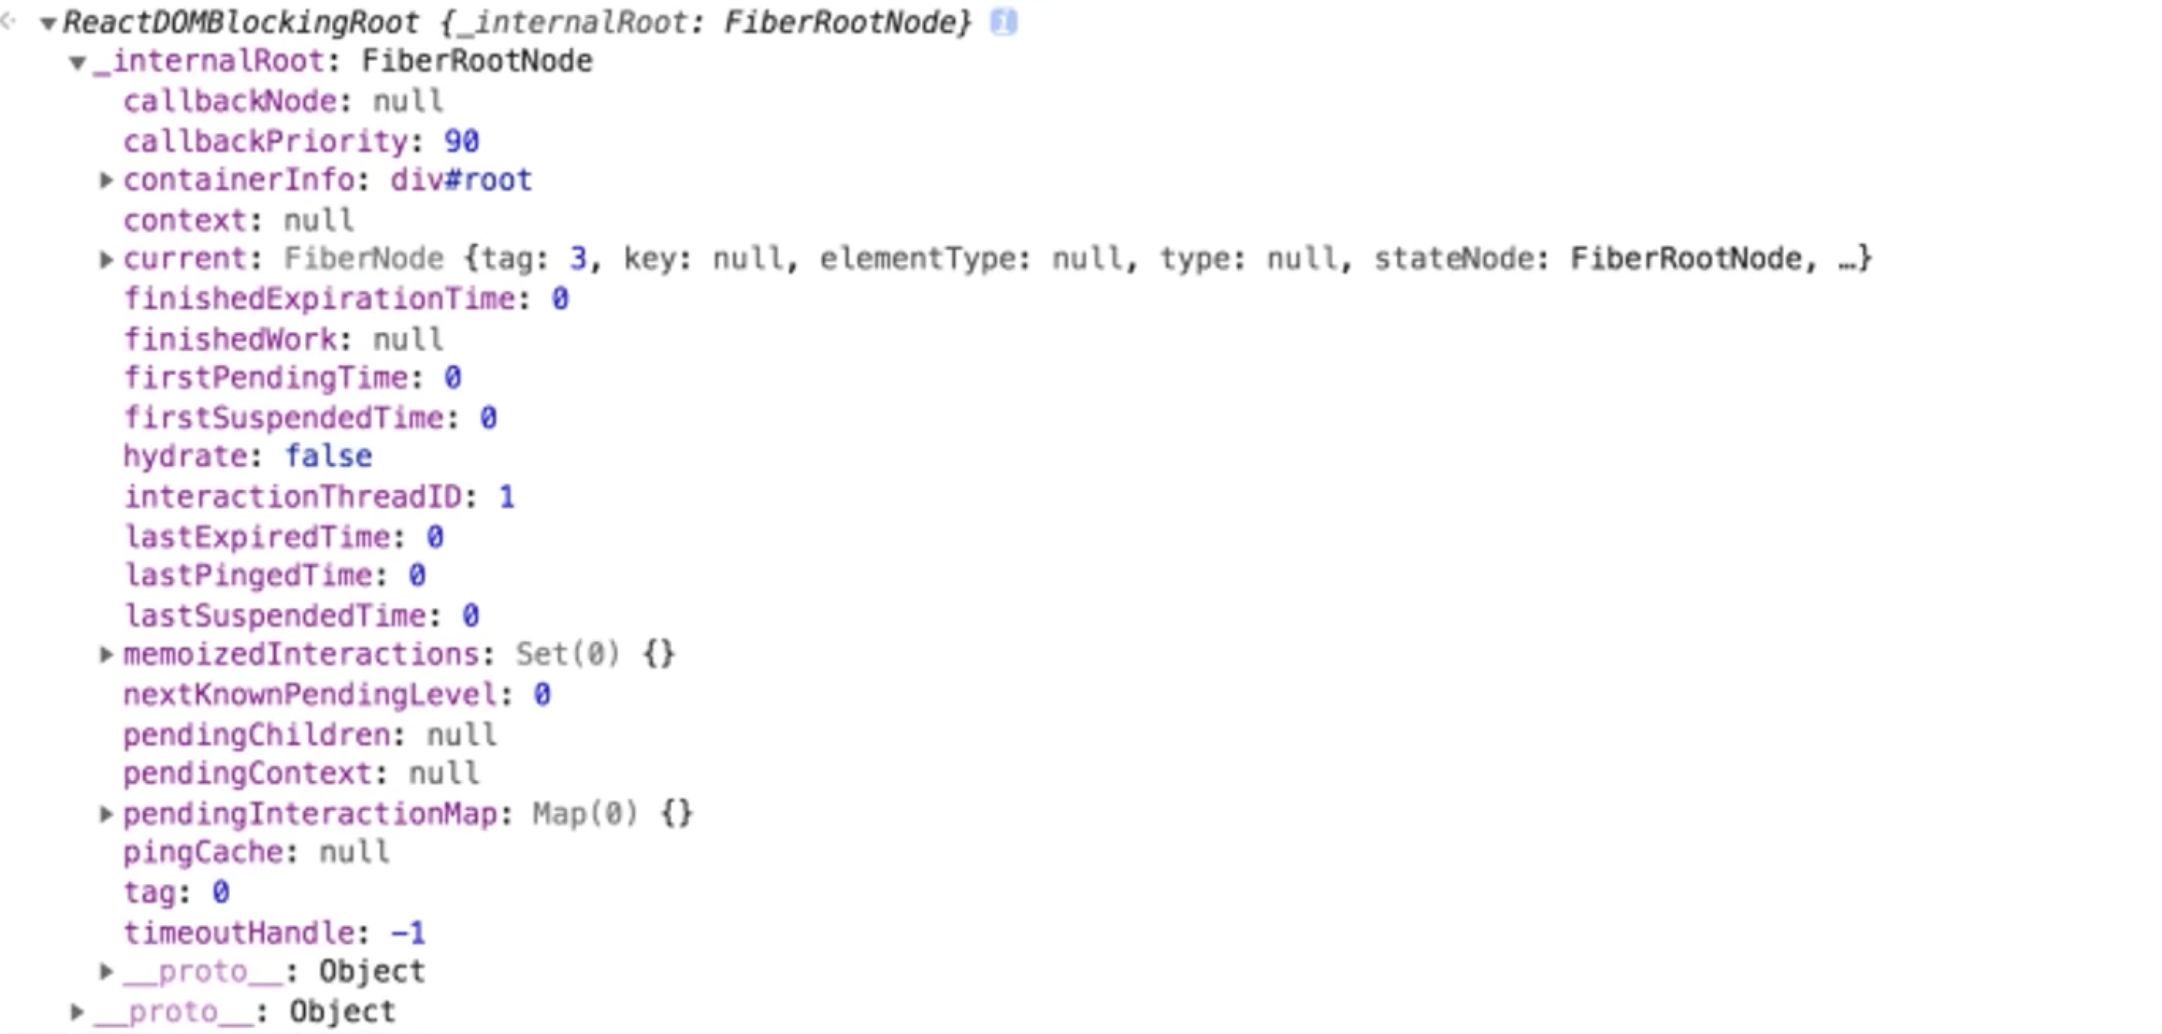 ReactDOMBlockingRoot {_internalRoot: FiberRootNode} i
_internalRoot: FiberRootNode
callbackNode: null
callbackPriority: 90
containerInfo: div#root
context: null
current: FiberNode {tag: 3, key: null, elementType: null, type: null, stateNode: FiberRootNode, …}
finishedExpirationTime: 0
finishedWork: null
firstPendingTime: 0
firstSuspendedTime: 0
hydrate: false
interactionThreadID: 1
lastExpiredTime: 0
lastPingedTime: 0
lastSuspendedTime: 0
memoizedInteractions: Set(0) {}
nextKnownPendingLevel: 0
pendingChildren: null
pendingContext: null
pendingInteractionMap: Map(0) {}
pingCache: null
tag: 0
timeoutHandle: -1
__proto__: Object
__proto__: Object